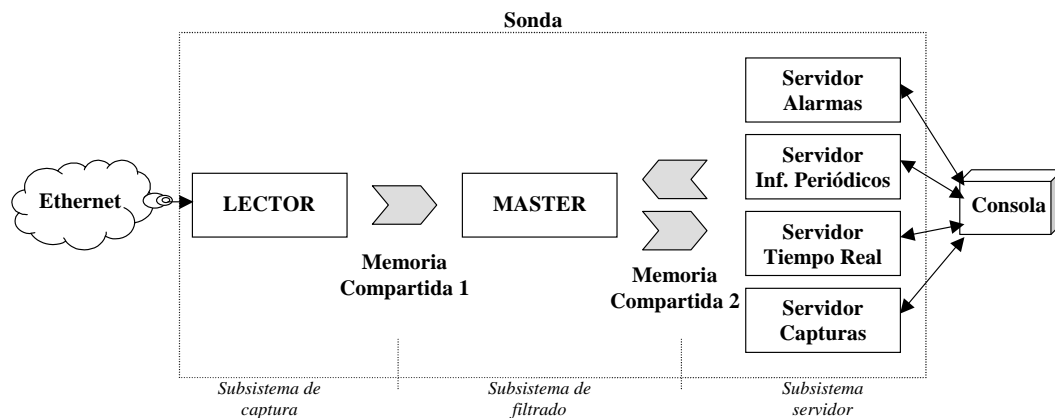 Sonda
Servidor
Alarmas
Servidor
Inf. Periódicos
Ethernet
LECTOR
MASTER
Consola
Servidor
Tiempo Real
Memoria
Compartida 1
Memoria
Compartida 2
Servidor
Capturas
Subsistema de
captura
Subsistema de
filtrado
Subsistema
servidor